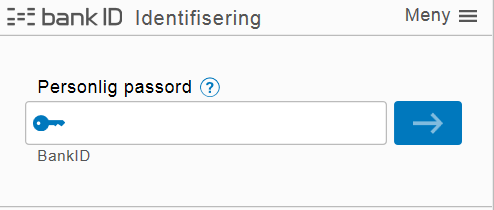 bank ID Identifisering Meny
Personlig passord ?
BankID